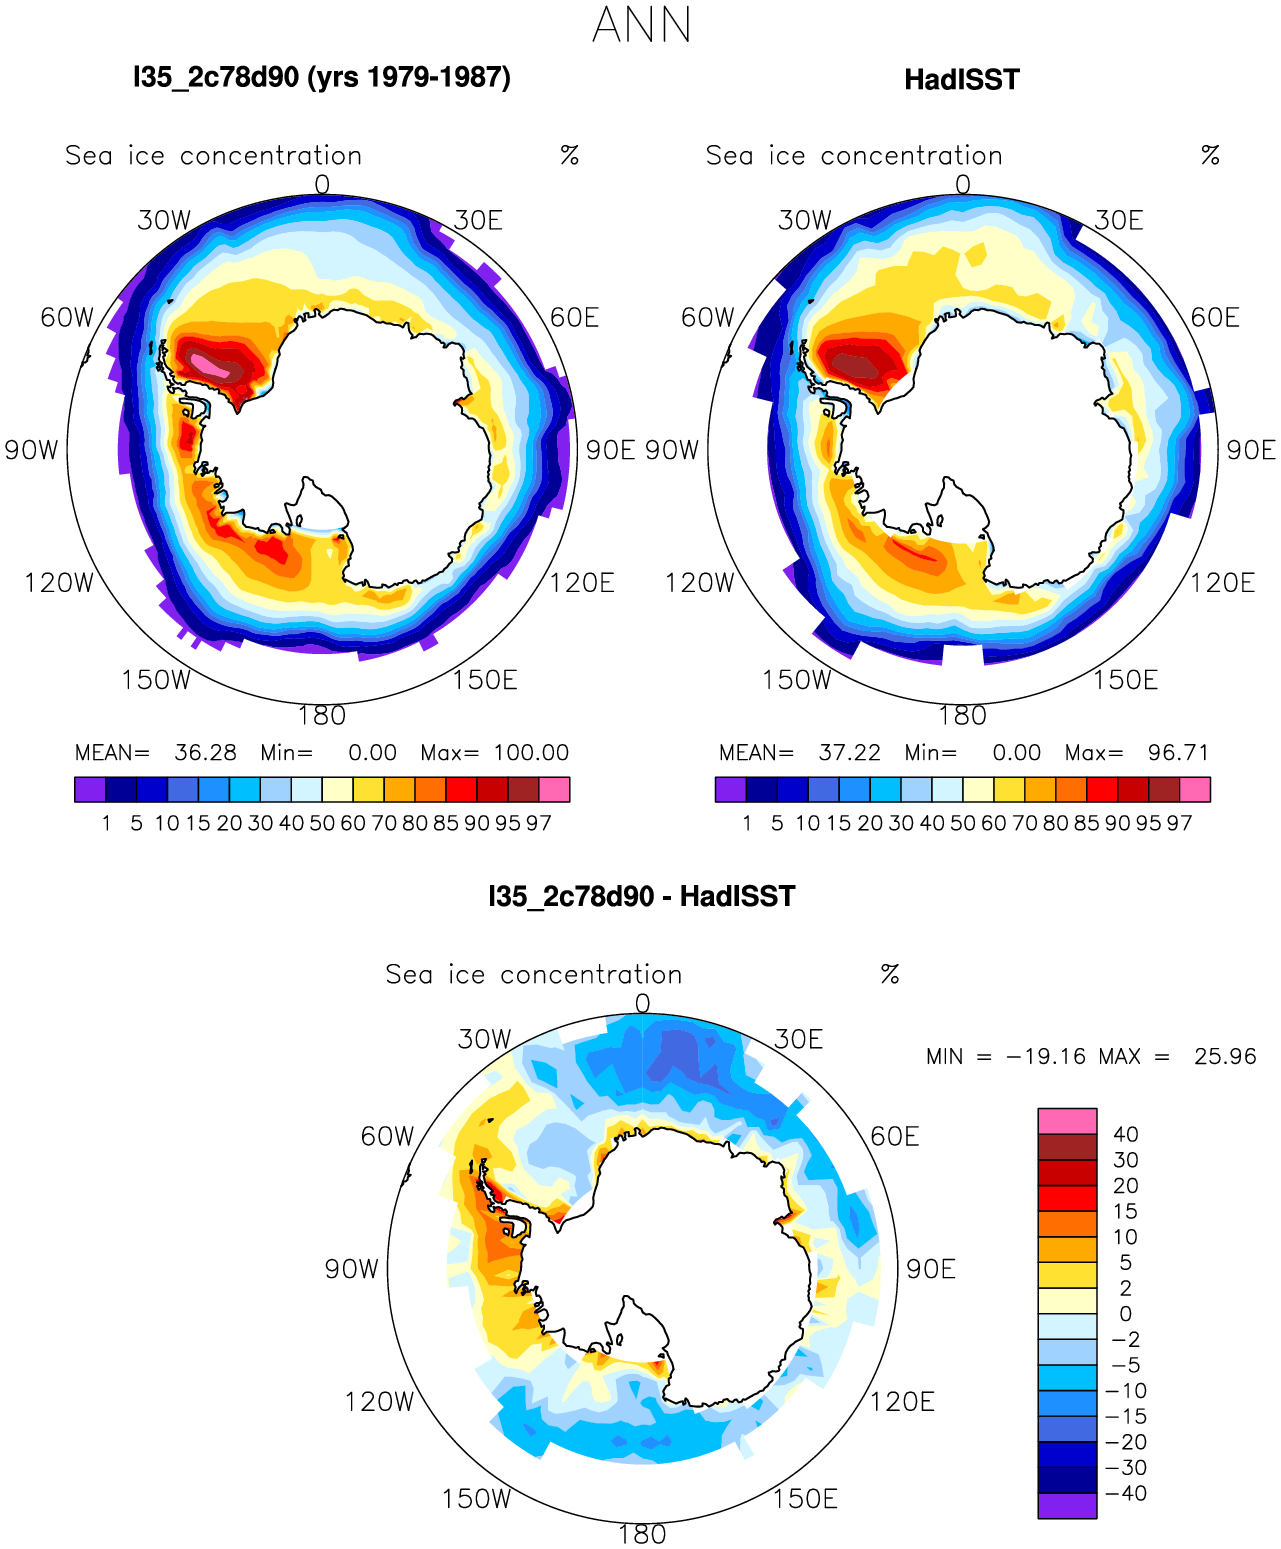 ANN
I35_2c78d90 (yrs 1979-1987)
HadISST
Sea ice concentration %
Sea ice concentration %
0
30W 30E
60W 60E
90W 90E
120W 120E
150W 150E
180
0
30W 30E
60W 60E
90W 90E
120W 120E
150W 150E
180
MEAN= 36.28 Min= 0.00 Max= 100.00
1 5 10 15 20 30 40 50 60 70 80 85 90 95 97
MEAN= 37.22 Min= 0.00 Max= 96.71
1 5 10 15 20 30 40 50 60 70 80 85 90 95 97
I35_2c78d90 - HadISST
Sea ice concentration %
0
30W 30E
60W 60E
90W 90E
120W 120E
150W 150E
180
MIN = −19.16 MAX = 25.96
40
30
20
15
10
5
2
0
−2
−5
−10
−15
−20
−30
−40